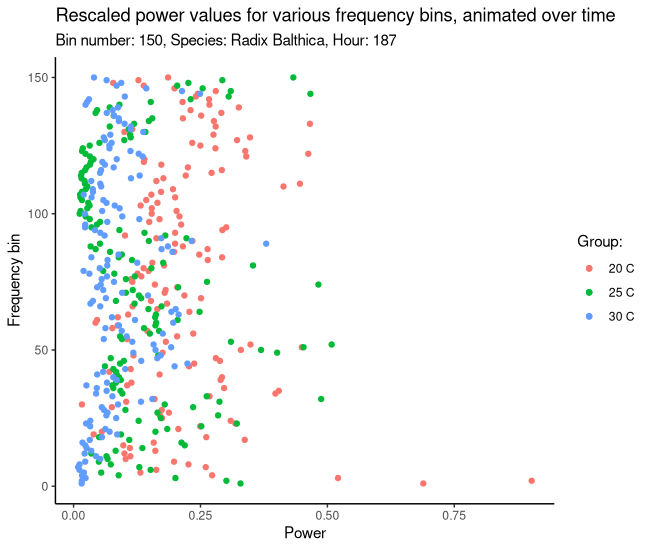 Rescaled power values for various frequency bins, animated over time
Bin number: 150, Species: Radix Balthica, Hour: 187
150
100
50
0
Frequency bin
0.00 0.25 0.50 0.75
Power
Group:
20 C
25 C
30 C